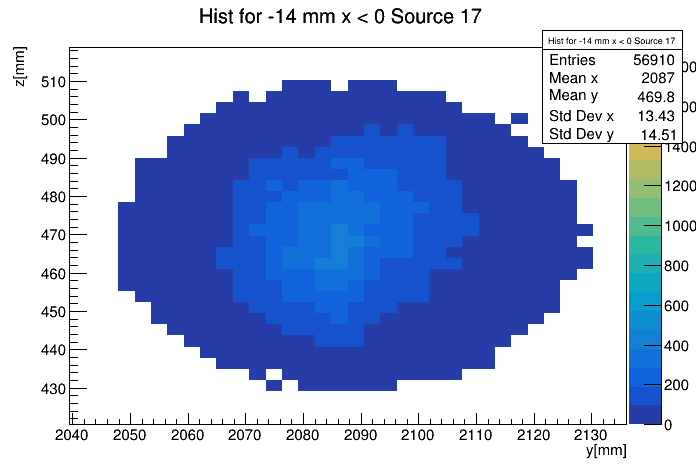 Hist for -14 mm x < 0 Source 17
z[mm]
Hist for -14 mm x < 0 Source 17
Entries 56910
Mean x 2087
Mean y 469.8
Std Dev x 13.43
Std Dev y 14.51
510
500
490
480
470
460
450
440
430
1400
1200
1000
800
600
400
200
0
2040 2050 2060 2070 2080 2090 2100 2110 2120 2130
y[mm]